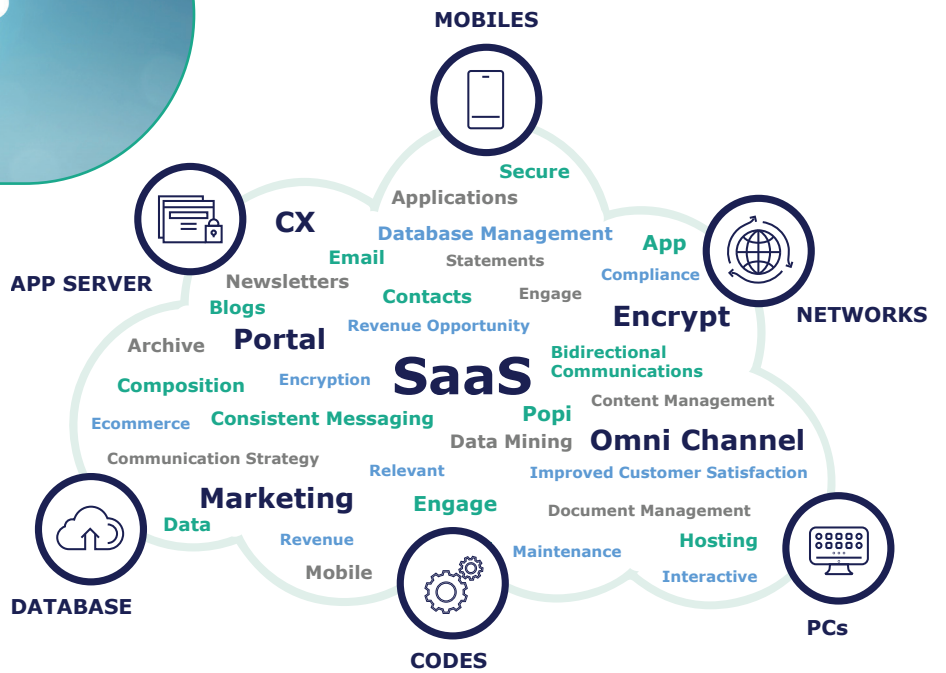 MOBILES
Secure
Applications
CX
Database Management
App
Email
Statements
Compliance
APP SERVER
Newsletters
Contacts
Engage
Blogs
Encrypt
NETWORKS
Revenue Opportunity
Portal
Archive
Bidirectional
Communications
SaaS
Composition
Encryption
Content Management
Popi
Ecommerce
Consistent Messaging
Data Mining
Omni Channel
Communication Strategy
Relevant
Improved Customer Satisfaction
Marketing
Engage
Document Management
Data
Revenue
Maintenance
Hosting
Mobile
Interactive
DATABASE
PCs
CODES